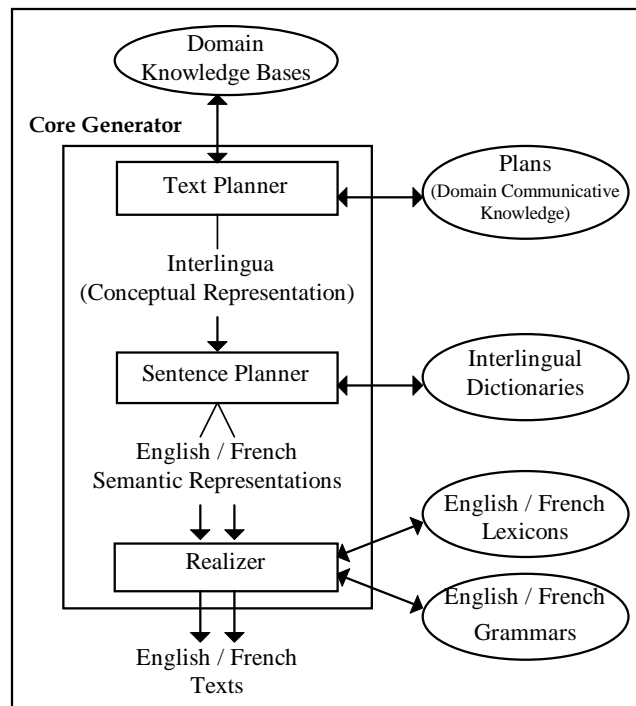 Domain
Knowledge Bases
Core Generator
Text Planner
Plans
(Domain Communicative
Knowledge)
Interlingua
(Conceptual Representation)
Sentence Planner
Interlingual
Dictionaries
English / French
Semantic Representations
English / French
Lexicons
Realizer
English / French
Grammars
English / French
Texts